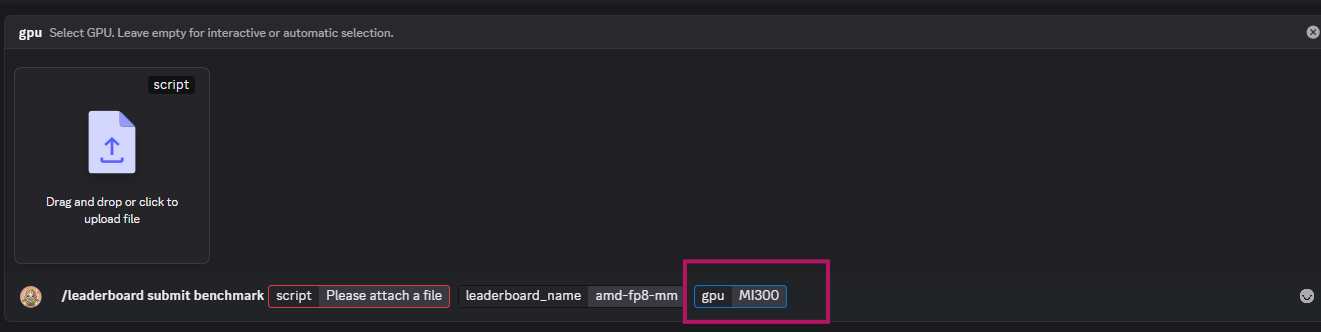 gpu Select GPU. Leave empty for interactive or automatic selection.
script
Drag and drop or click to
upload file
/leaderboard submit benchmark script Please attach a file leaderboard_name amd-fp8-mm gpu MI300